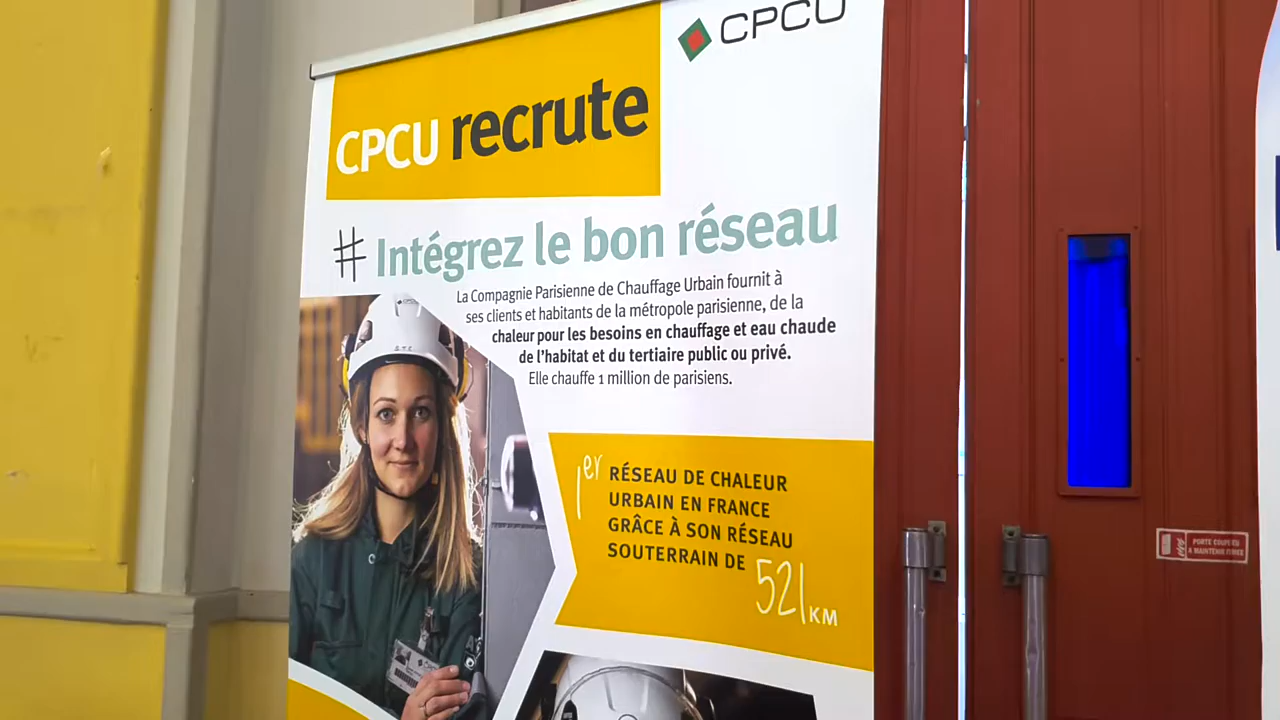 CPCU
CPCU recrute
# Intégrez le bon réseau
La Compagnie Parisienne de Chauffage Urbain fournit à
ses clients et habitants de la métropole parisienne, de la
chaleur pour les besoins en chauffage et eau chaude
de l'habitat et du tertiaire public ou privé.
Elle chauffe 1 million de parisiens.
1er RÉSEAU DE CHALEUR
URBAIN EN FRANCE
GRÂCE À SON RÉSEAU
SOUTERRAIN DE
521 KM
PORTE COUPE FEU
A MAINTENIR FERMEE